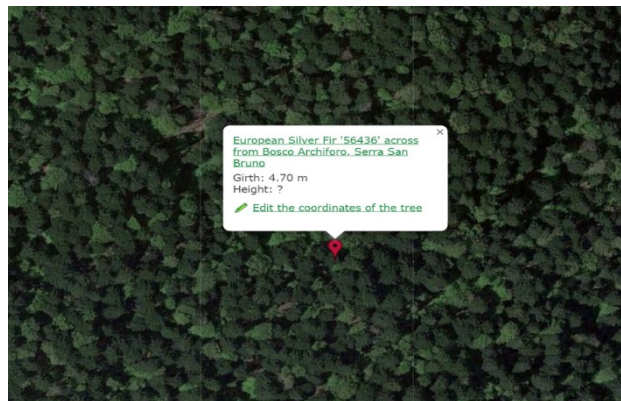 European Silver Fir '56436' across
from Bosco Archiforo, Serra San
Bruno
Girth: 4.70 m
Height: ?
Edit the coordinates of the tree